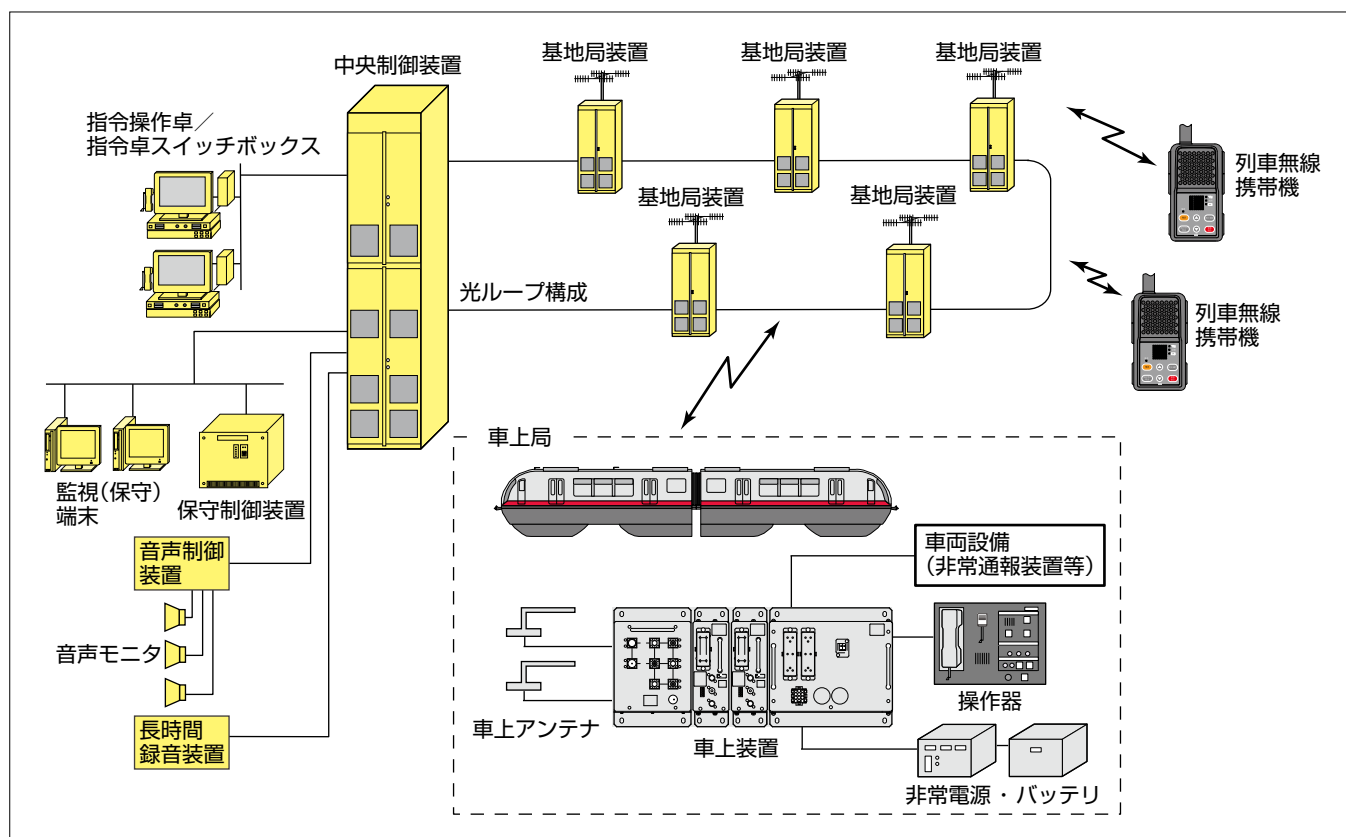 中央制御装置
基地局装置
基地局装置
基地局装置
指令操作卓／
指令卓スイッチボックス
列車無線
携帯機
基地局装置
基地局装置
光ループ構成
列車無線
携帯機
監視(保守)
端末
保守制御装置
車上局
音声制御
装置
車両設備
(非常通報装置等)
音声モニタ
操作器
長時間
録音装置
車上アンテナ
車上装置
非常電源・バッテリ